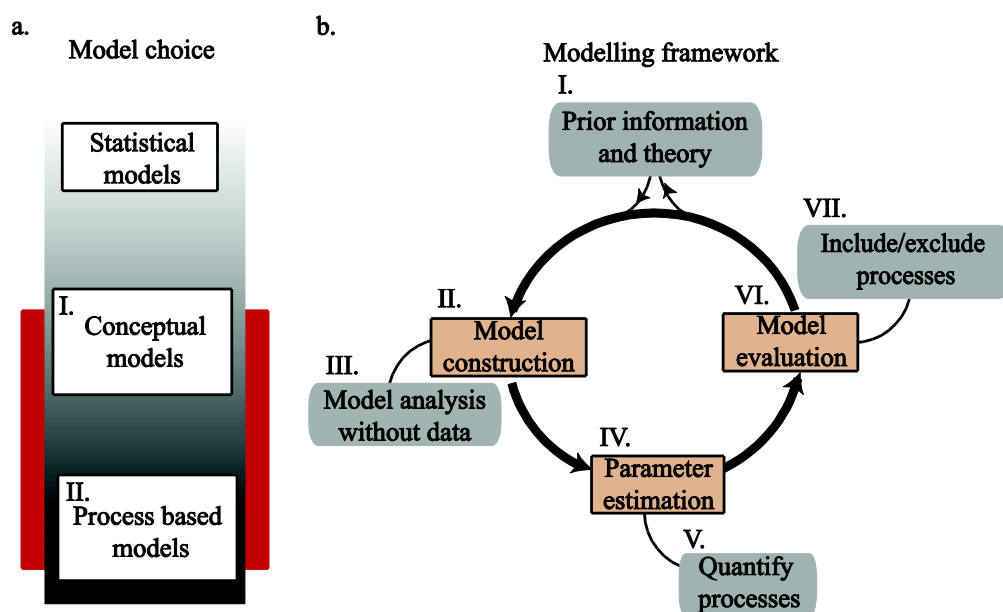 a.
Model choice
Statistical
models
I.
Conceptual
models
II.
Process based
models
b.
Modelling framework
I.
Prior information
and theory
II.
Model
construction
III.
Model analysis
without data
IV.
Parameter
estimation
V.
Quantify
processes
VI.
Model
evaluation
VII.
Include/exclude
processes